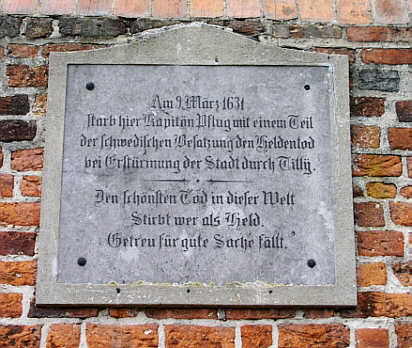 Am 9. März 1631
starb hier Kapitän Pflug mit einem Teil
der schwedischen Besatzung den Heldentod
bei Erstürmung der Stadt durch Tilly.
Den schönsten Tod in dieser Welt
Stirbt wer als Held.
Getreu für gute Sache fällt.